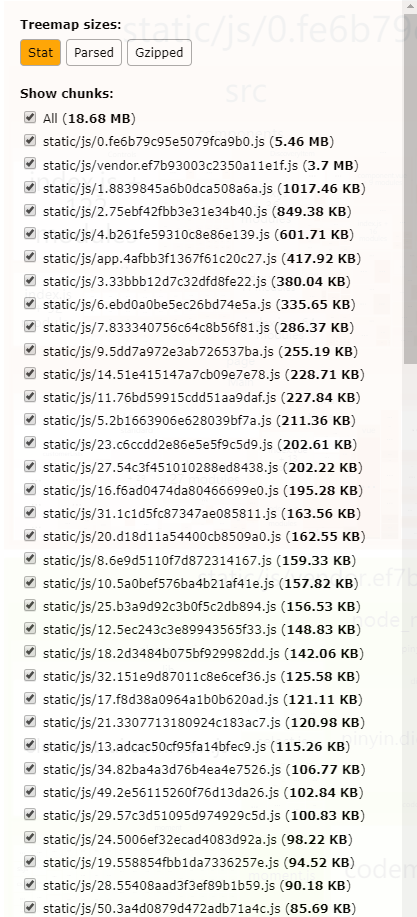 Treemap sizes:
Stat Parsed Gzipped
Show chunks:
All (18.68 MB)
static/js/0.fe6b79c95e5079fca9b0.js (5.46 MB)
static/js/vendor.ef7b93003c2350a11e1f.js (3.7 MB)
static/js/1.8839845a6b0dca508a6a.js (1017.46 KB)
static/js/2.75ebf42fbb3e31e34b40.js (849.38 KB)
static/js/4.b261fe59310c8e86e139.js (601.71 KB)
static/js/app.4afbb3f1367f61c20c27.js (417.92 KB)
static/js/3.33bbb12d7c32dfd8fe22.js (380.04 KB)
static/js/6.ebd0a0be5ec26bd74e5a.js (335.65 KB)
static/js/7.833340756c64c8b56f81.js (286.37 KB)
static/js/9.5dd7a972e3ab726537ba.js (255.19 KB)
static/js/14.51e415147a7cb09e7e78.js (228.71 KB)
static/js/11.76bd59915cdd51aa9daf.js (227.84 KB)
static/js/5.2b1663906e628039bf7a.js (211.36 KB)
static/js/23.c6ccdd2e86e5e5f9c5d9.js (202.61 KB)
static/js/27.54c3f451010288ed8438.js (202.22 KB)
static/js/16.f6ad0474da80466699e0.js (195.28 KB)
static/js/31.1c1d5fc87347ae085811.js (163.56 KB)
static/js/20.d18d11a54400cb8509a0.js (162.55 KB)
static/js/8.6e9d5110f7d872314167.js (159.33 KB)
static/js/10.5a0bef576ba4b21af41e.js (157.82 KB)
static/js/25.b3a9d92c3b0f5c2db894.js (156.53 KB)
static/js/12.5ec243c3e89943565f33.js (148.83 KB)
static/js/18.2d3484b075bf929982dd.js (142.06 KB)
static/js/32.151e9d87011c8e6cef36.js (125.58 KB)
static/js/17.f8d38a0964a1b0b620ad.js (121.11 KB)
static/js/21.3307713180924c183ac7.js (120.98 KB)
static/js/13.adcac50cf95fa14bfec9.js (115.26 KB)
static/js/34.82ba4a3d76b4ea4e7526.js (106.77 KB)
static/js/49.2e56115260f76d13da26.js (102.84 KB)
static/js/29.57c3d51095d974929c5d.js (100.83 KB)
static/js/24.5006ef32ecad4083d92a.js (98.22 KB)
static/js/19.558854fbb1da7336257e.js (94.52 KB)
static/js/28.55408aad3f3ef89b1b59.js (90.18 KB)
static/js/50.3a4d0879d472adb71a4c.js (85.69 KB)